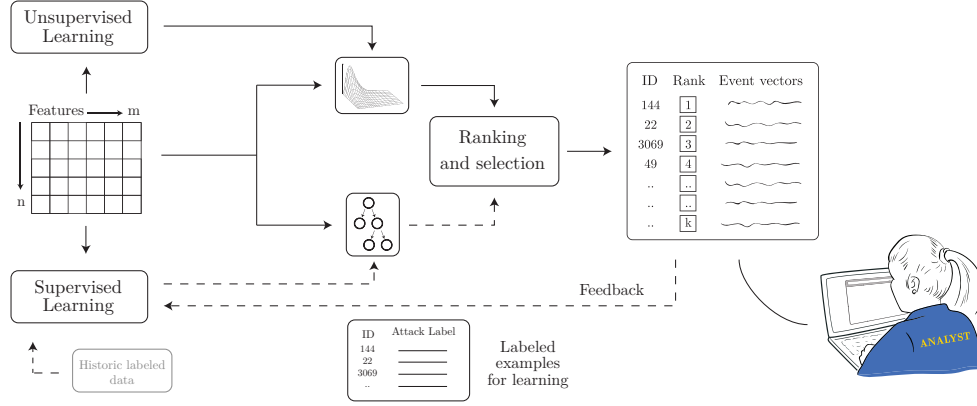 Unsupervised
Learning
Features
m
n
Supervised
Learning
Historic labeled
data
Ranking
and selection
ID Rank Event vectors
144 1
22 2
3069 3
49 4
.. ..
.. ..
.. k
Feedback
ID Attack Label
144
22
3069
..
Labeled
examples
for learning
ANALYST